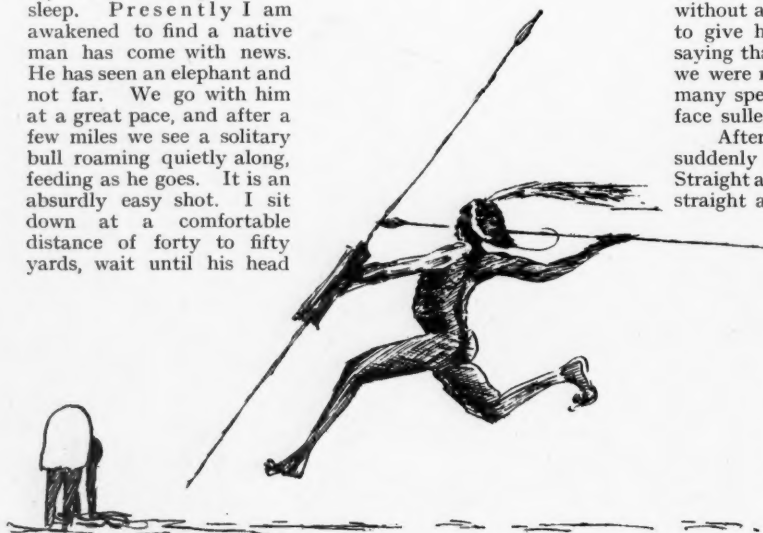 sleep. Presently I am
awakened to find a native
man has come with news.
He has seen an elephant and
not far. We go with him
at a great pace, and after a
few miles we see a solitary
bull roaming quietly along,
feeding as he goes. It is an
absurdly easy shot. I sit
down at a comfortable
distance of forty to fifty
yards, wait until his head
without a
to give h
saying tha
we were
many spe
face sulle
After
suddenly
Straight a
straight a